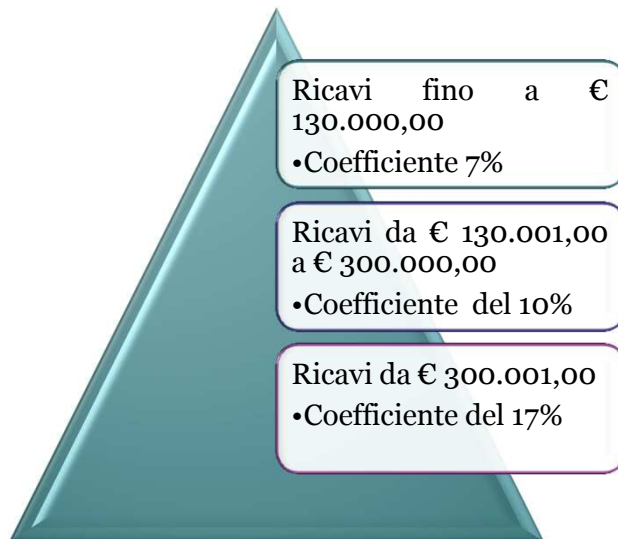 Ricavi fino a €
130.000,00
•Coefficiente 7%
Ricavi da € 130.001,00
a € 300.000,00
•Coefficiente del 10%
Ricavi da € 300.001,00
•Coefficiente del 17%